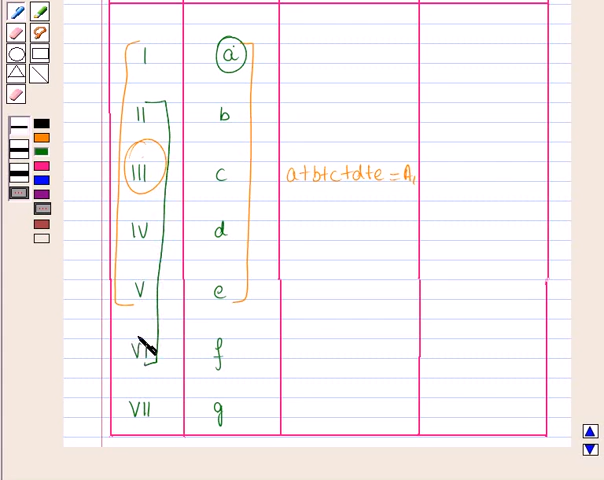 I a
II b
III c a+b+c+d+e = A₁
IV d
V e
VI f
VII g